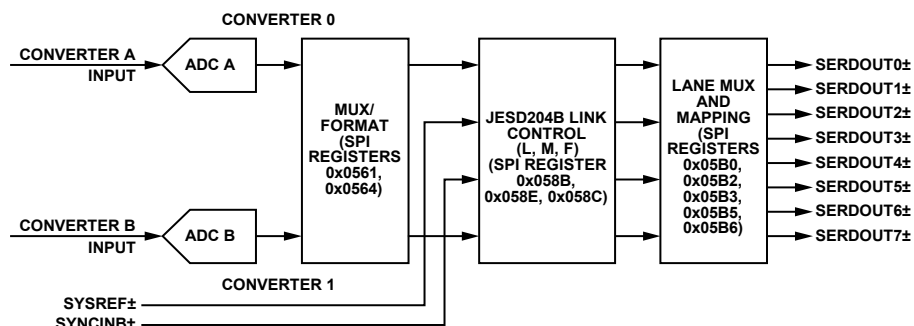 CONVERTER 0
CONVERTER A
INPUT
ADC A
MUX/
FORMAT
(SPI
REGISTERS
0x0561,
0x0564)
JESD204B LINK
CONTROL
(L, M, F)
(SPI REGISTER
0x058B,
0x058E, 0x058C)
LANE MUX
AND
MAPPING
(SPI
REGISTERS
0x05B0,
0x05B2,
0x05B3,
0x05B5,
0x05B6)
SERDOUT0±
SERDOUT1±
SERDOUT2±
SERDOUT3±
SERDOUT4±
SERDOUT5±
SERDOUT6±
SERDOUT7±
CONVERTER B
INPUT
ADC B
CONVERTER 1
SYSREF±
SYNCINB±